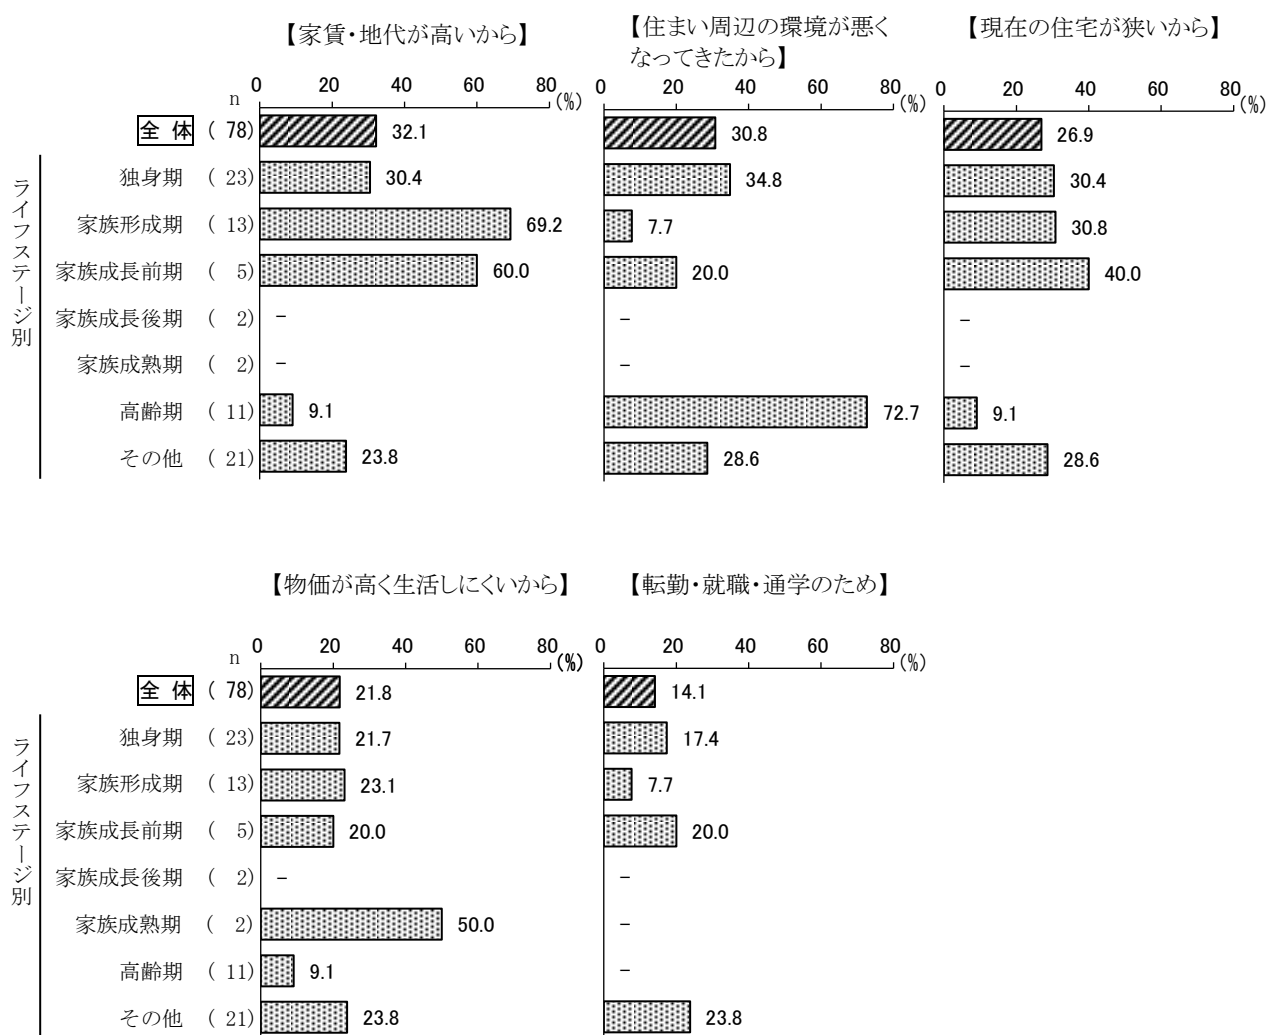 【家賃・地代が高いから】
【住まい周辺の環境が悪く
なってきたから】
【現在の住宅が狭いから】
n 0 20 40 60 80 (%)
0 20 40 60 80 (%)
0 20 40 60 80 (%)
全 体 ( 78) 32.1 30.8 26.9
ライフステージ別
独身期 ( 23) 30.4 34.8 30.4
家族形成期 ( 13) 69.2 7.7 30.8
家族成長前期 ( 5) 60.0 20.0 40.0
家族成長後期 ( 2) － － －
家族成熟期 ( 2) － － －
高齢期 ( 11) 9.1 72.7 9.1
その他 ( 21) 23.8 28.6 28.6
【物価が高く生活しにくいから】
【転勤・就職・通学のため】
n 0 20 40 60 80 (%)
0 20 40 60 80 (%)
全 体 ( 78) 21.8 14.1
ライフステージ別
独身期 ( 23) 21.7 17.4
家族形成期 ( 13) 23.1 7.7
家族成長前期 ( 5) 20.0 20.0
家族成長後期 ( 2) － －
家族成熟期 ( 2) 50.0 －
高齢期 ( 11) 9.1 －
その他 ( 21) 23.8 23.8